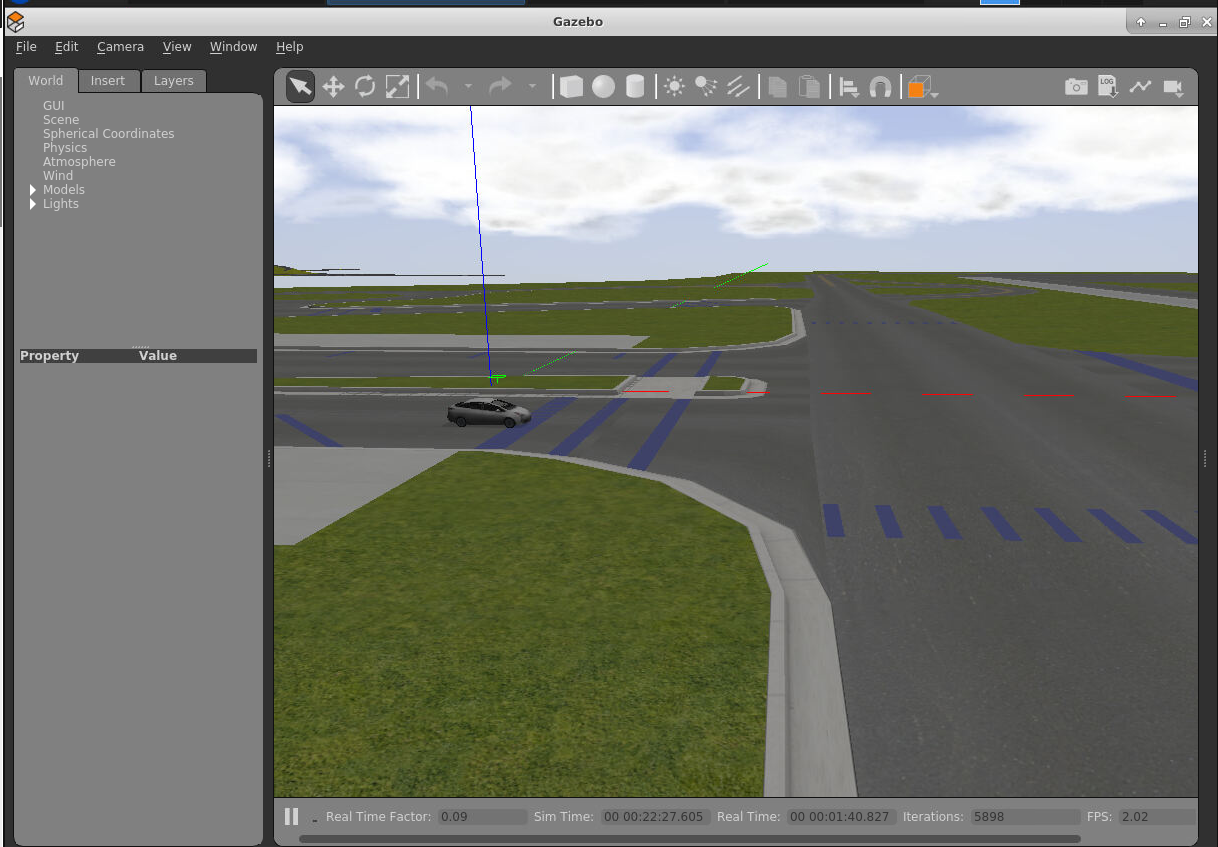 Gazebo
File Edit Camera View Window Help
World Insert Layers
LOG
GUI
Scene
Spherical Coordinates
Physics
Atmosphere
Wind
Models
Lights
Property Value
Real Time Factor: 0.09 Sim Time: 00 00:22:27.605 Real Time: 00 00:01:40.827 Iterations: 5898 FPS: 2.02